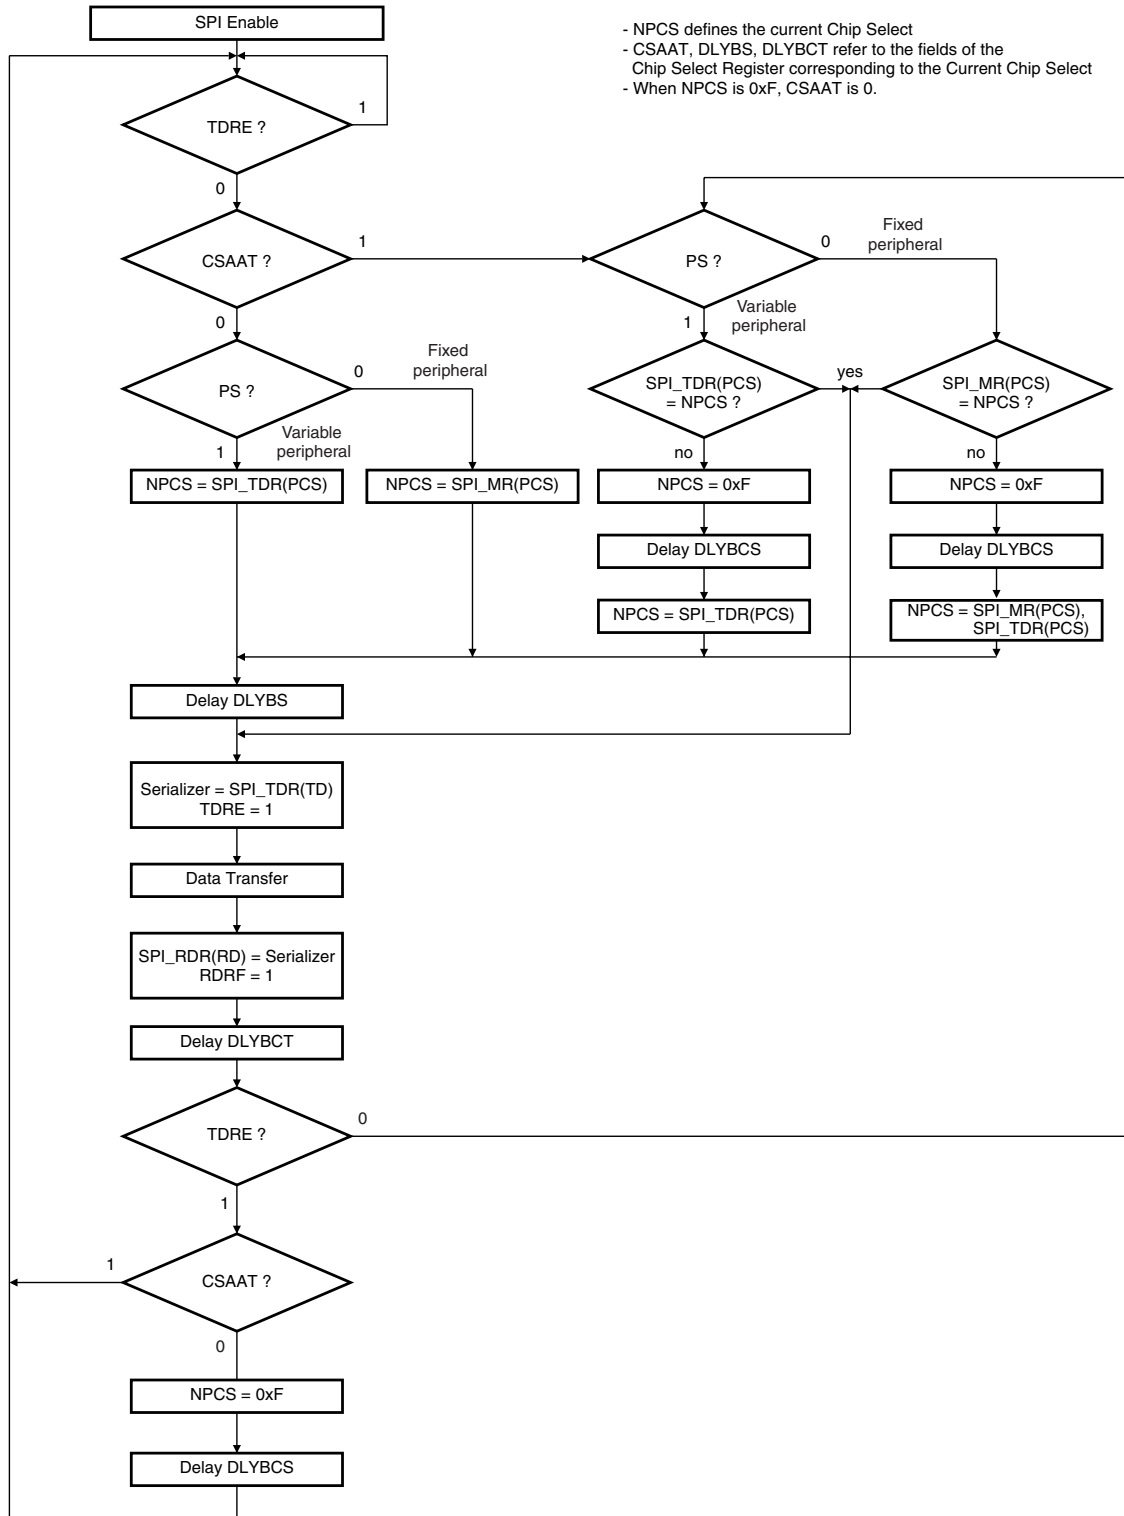 SPI Enable
- NPCS defines the current Chip Select
- CSAAT, DLYBS, DLYBCT refer to the fields of the
Chip Select Register corresponding to the Current Chip Select
- When NPCS is 0xF, CSAAT is 0.
1
TDRE ?
0
CSAAT ?
1
PS ?
0
Fixed
peripheral
0
1
Variable
peripheral
PS ?
0
Fixed
peripheral
SPI_TDR(PCS)
= NPCS ?
yes
SPI_MR(PCS)
= NPCS ?
1
Variable
peripheral
no
no
NPCS = SPI_TDR(PCS)
NPCS = SPI_MR(PCS)
NPCS = 0xF
NPCS = 0xF
Delay DLYBCS
Delay DLYBCS
NPCS = SPI_TDR(PCS)
NPCS = SPI_MR(PCS),
SPI_TDR(PCS)
Delay DLYBS
Serializer = SPI_TDR(TD)
TDRE = 1
Data Transfer
SPI_RDR(RD) = Serializer
RDRF = 1
Delay DLYBCT
TDRE ?
0
1
1
CSAAT ?
0
NPCS = 0xF
Delay DLYBCS